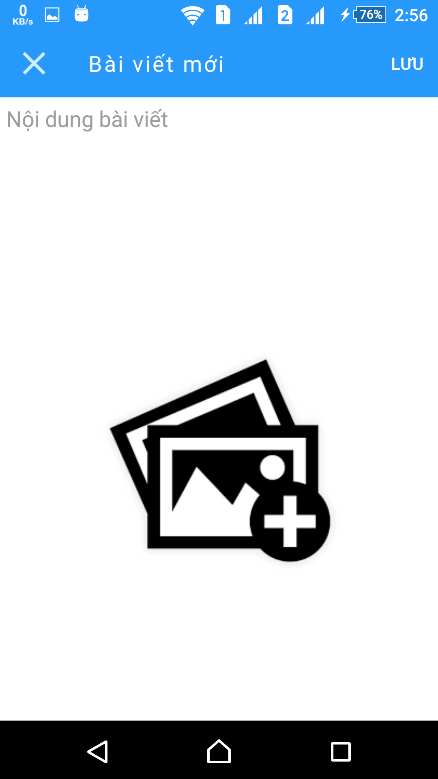 0
KB/s
1
2
76%
2:56
Bài viết mới
LƯU
Nội dung bài viết